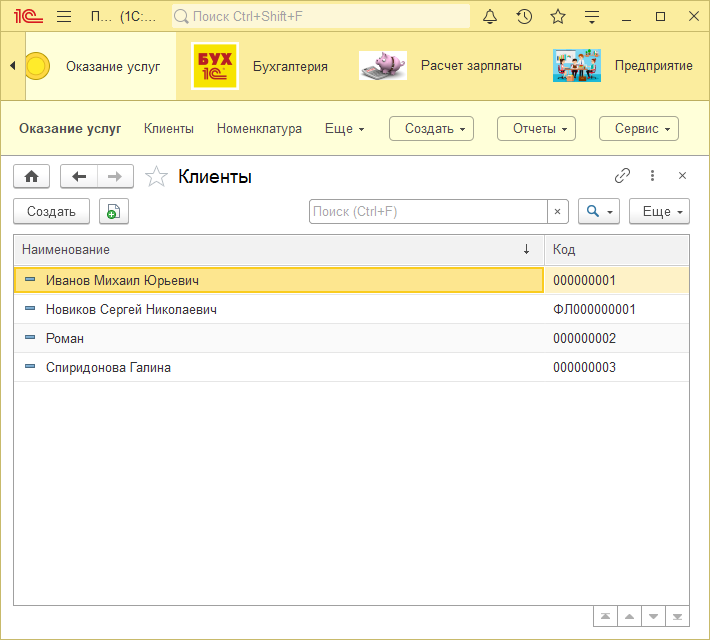 1С П... (1С:... Поиск Ctrl+Shift+F
Оказание услуг БУХ 1С Бухгалтерия Расчет зарплаты Предприятие
Оказание услуг Клиенты Номенклатура Еще Создать Отчеты Сервис
Клиенты
Создать Поиск (Ctrl+F) × Еще
Наименование ↓ Код
Иванов Михаил Юрьевич 000000001
Новиков Сергей Николаевич ФЛ000000001
Роман 000000002
Спиридонова Галина 000000003